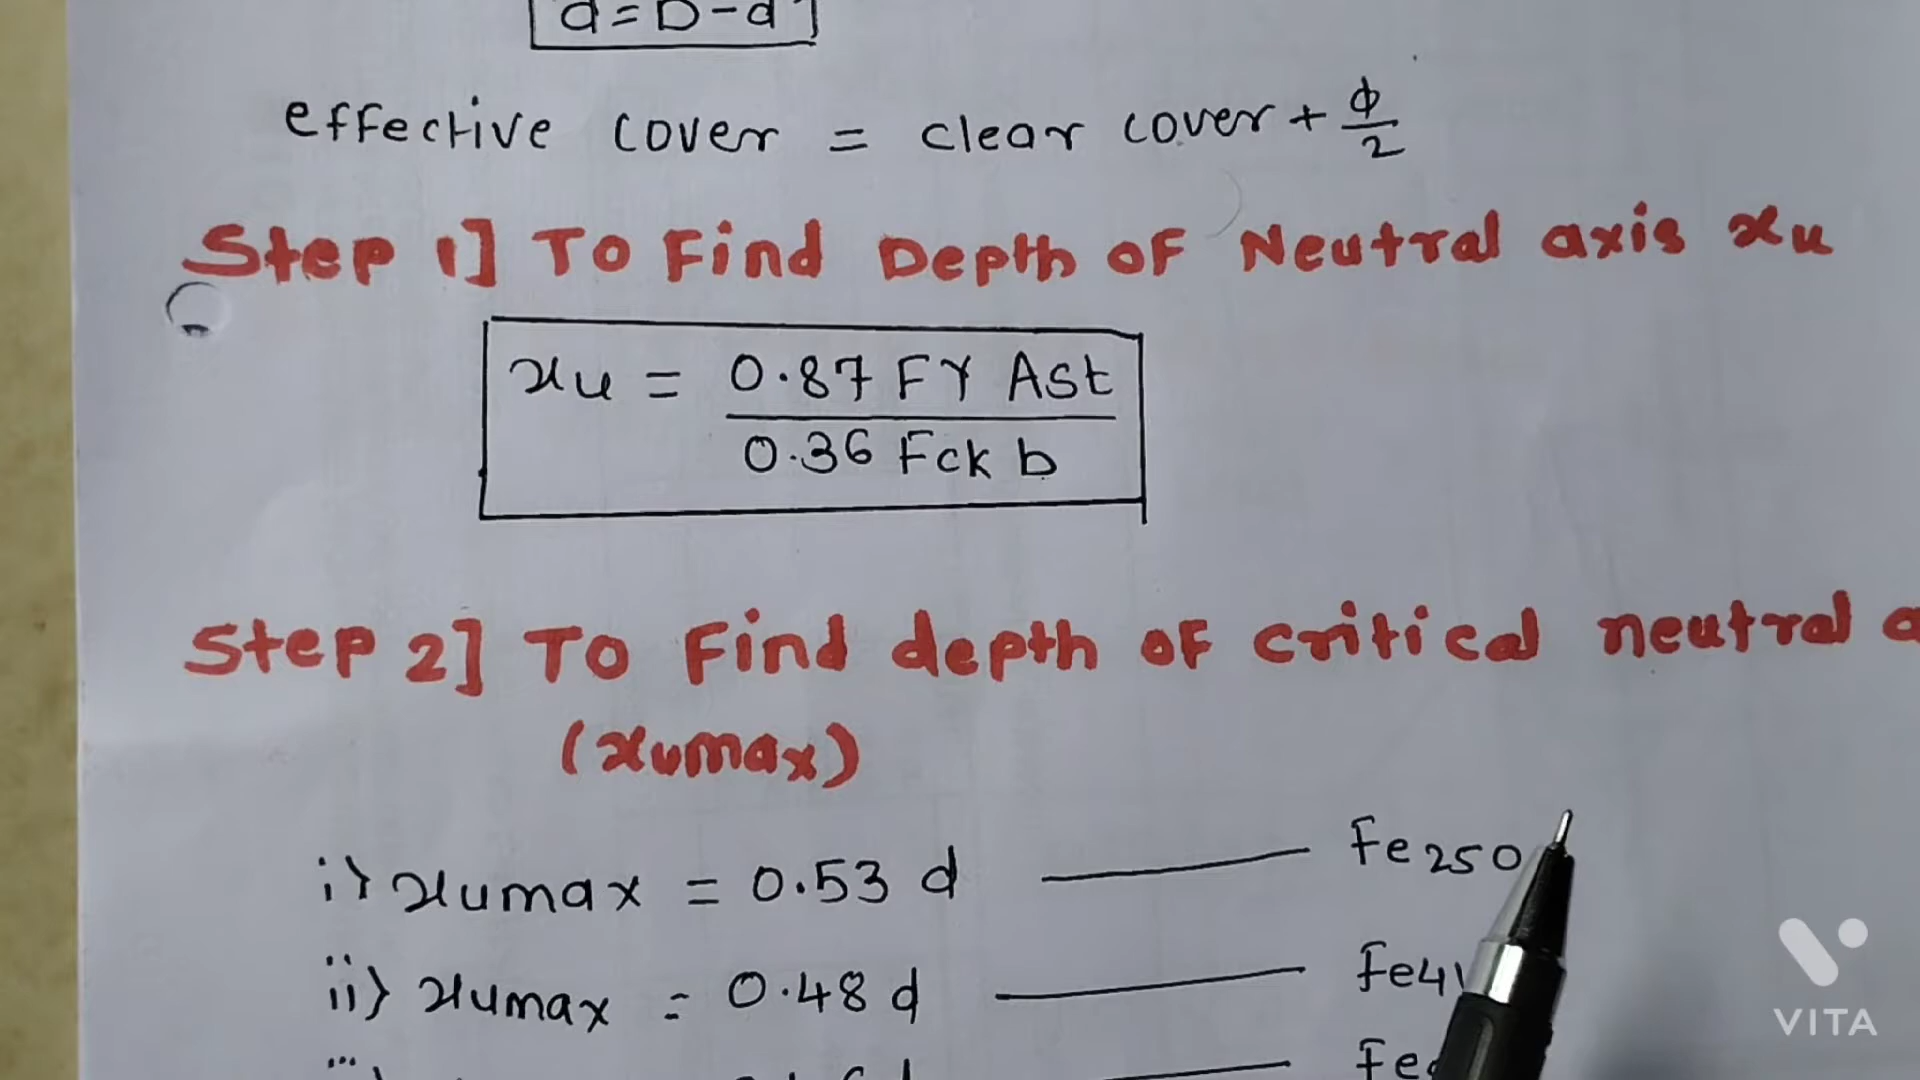 d = D - d'
effective cover = clear cover + φ/2
Step 1] To Find Depth of Neutral axis xu
xu = 0.87 FY Ast
0.36 Fck b
Step 2] To Find depth of critical neutral
(xumax)
i) xumax = 0.53 d — Fe250
ii) xumax = 0.48 d — Fe41
VITA